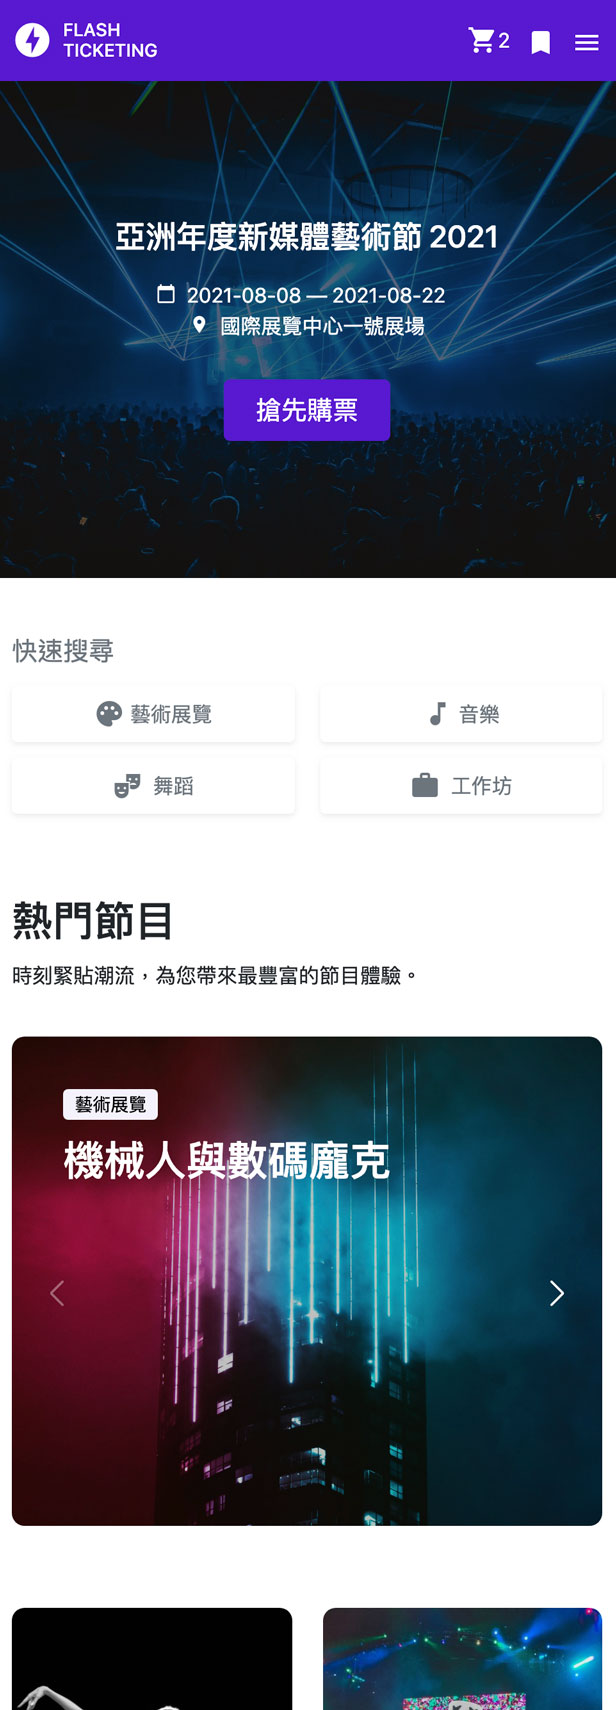 FLASH
TICKETING
2
亞洲年度新媒體藝術節 2021
2021-08-08 — 2021-08-22
國際展覽中心一號展場
搶先購票
快速搜尋
藝術展覽
音樂
舞蹈
工作坊
熱門節目
時刻緊貼潮流，為您帶來最豐富的節目體驗。
藝術展覽
機械人與數碼龐克